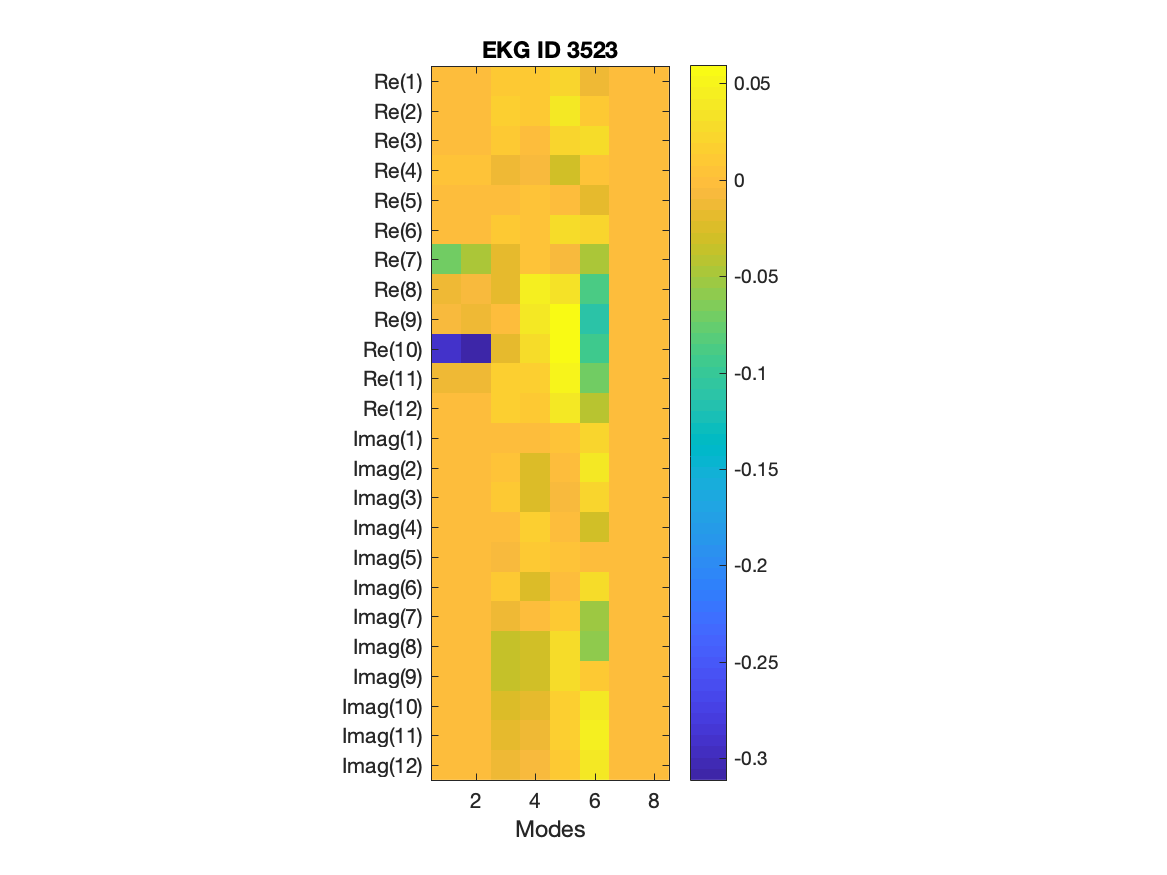 EKG ID 3523
Re(1)
Re(2)
Re(3)
Re(4)
Re(5)
Re(6)
Re(7)
Re(8)
Re(9)
Re(10)
Re(11)
Re(12)
Imag(1)
Imag(2)
Imag(3)
Imag(4)
Imag(5)
Imag(6)
Imag(7)
Imag(8)
Imag(9)
Imag(10)
Imag(11)
Imag(12)
2 4 6 8
Modes
0.05
0
-0.05
-0.1
-0.15
-0.2
-0.25
-0.3